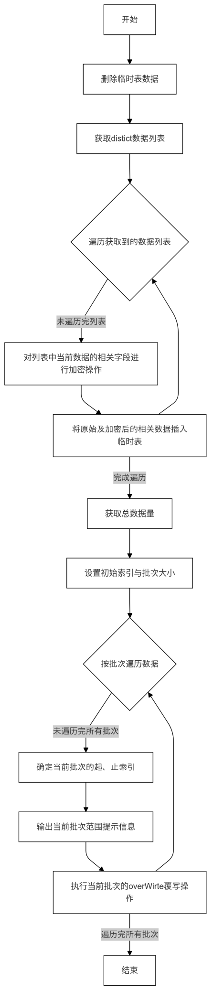 开始
删除临时表数据
获取distict数据列表
遍历获取到的数据列表
未遍历完列表
对列表中当前数据的相关字段进
行加密操作
将原始及加密后的相关数据插入
临时表
完成遍历
获取总数据量
设置初始索引与批次大小
按批次遍历数据
未遍历完所有批次
确定当前批次的起、止索引
输出当前批次范围提示信息
执行当前批次的overWirte覆写操
作
遍历完所有批次
结束